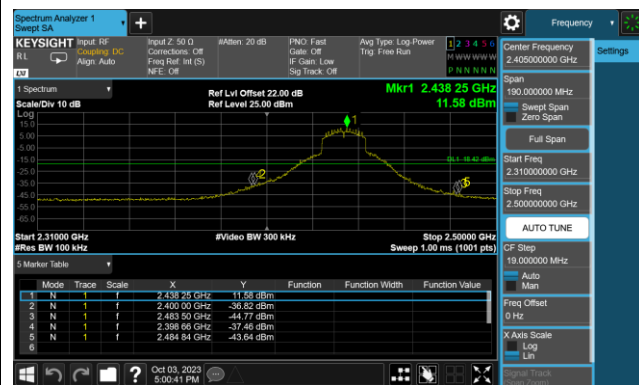 Spectrum Analyzer 1
Swept SA
Frequency
KEYSIGHT
RL
LXI
Input: RF
Coupling: DC
Align: Auto
Input Z: 50 Ω
Corrections: Off
Freq Ref: Int (S)
NFE: Off
#Atten: 20 dB
PNO: Fast
Gate: Off
IF Gain: Low
Sig Track: Off
Avg Type: Log-Power
Trig: Free Run
1 2 3 4 5 6
M W W W W W
P N N N N N
1 Spectrum
Scale/Div 10 dB
Ref Lvl Offset 22.00 dB
Ref Level 25.00 dBm
Mkr1 2.438 25 GHz
11.58 dBm
Log
15.0
5.00
-5.00
-15.0
-25.0
-35.0
-45.0
-55.0
-65.0
1
2
5
DL1 -18.42 dBm
Start 2.31000 GHz
#Video BW 300 kHz
Stop 2.50000 GHz
#Res BW 100 kHz
Sweep 1.00 ms (1001 pts)
5 Marker Table
Mode Trace Scale X Y Function Function Width Function Value
1 N 1 f 2.438 25 GHz 11.58 dBm
2 N 1 f 2.400 00 GHz -36.82 dBm
3 N 1 f 2.483 50 GHz -44.77 dBm
4 N 1 f 2.398 66 GHz -37.46 dBm
5 N 1 f 2.484 84 GHz -43.64 dBm
6
Oct 03, 2023
5:00:41 PM
?
Center Frequency
2.405000000 GHz
Settings
Span
190.000000 MHz
Swept Span
Zero Span
Full Span
Start Freq
2.310000000 GHz
Stop Freq
2.500000000 GHz
AUTO TUNE
CF Step
19.000000 MHz
Auto
Man
Freq Offset
0 Hz
X Axis Scale
Log
Lin
Signal Track
(Span Zoom)